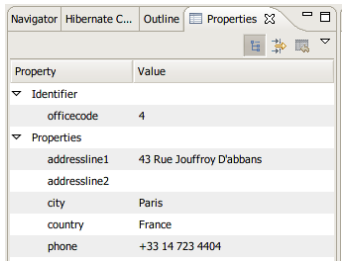 Navigator Hibernate C... Outline Properties
Property Value
Identifier
officecode 4
Properties
addressline1 43 Rue Jouffroy D'abbans
addressline2
city Paris
country France
phone +33 14 723 4404